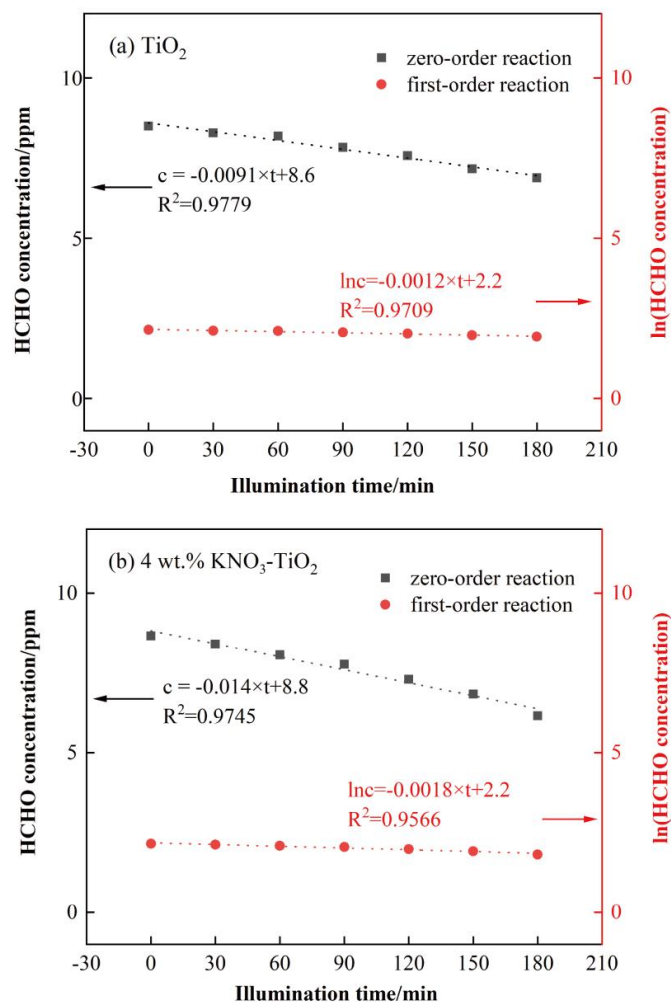 (a) TiO₂
zero-order reaction
first-order reaction
10
10
c = -0.0091×t+8.6
R²=0.9779
5
5
lnc=-0.0012×t+2.2
R²=0.9709
0
0
-30 0 30 60 90 120 150 180 210
Illumination time/min
HCHO concentration/ppm
ln(HCHO concentration)
(b) 4 wt.% KNO₃-TiO₂
zero-order reaction
first-order reaction
10
10
c = -0.014×t+8.8
R²=0.9745
5
5
lnc=-0.0018×t+2.2
R²=0.9566
0
0
-30 0 30 60 90 120 150 180 210
Illumination time/min
HCHO concentration/ppm
ln(HCHO concentration)